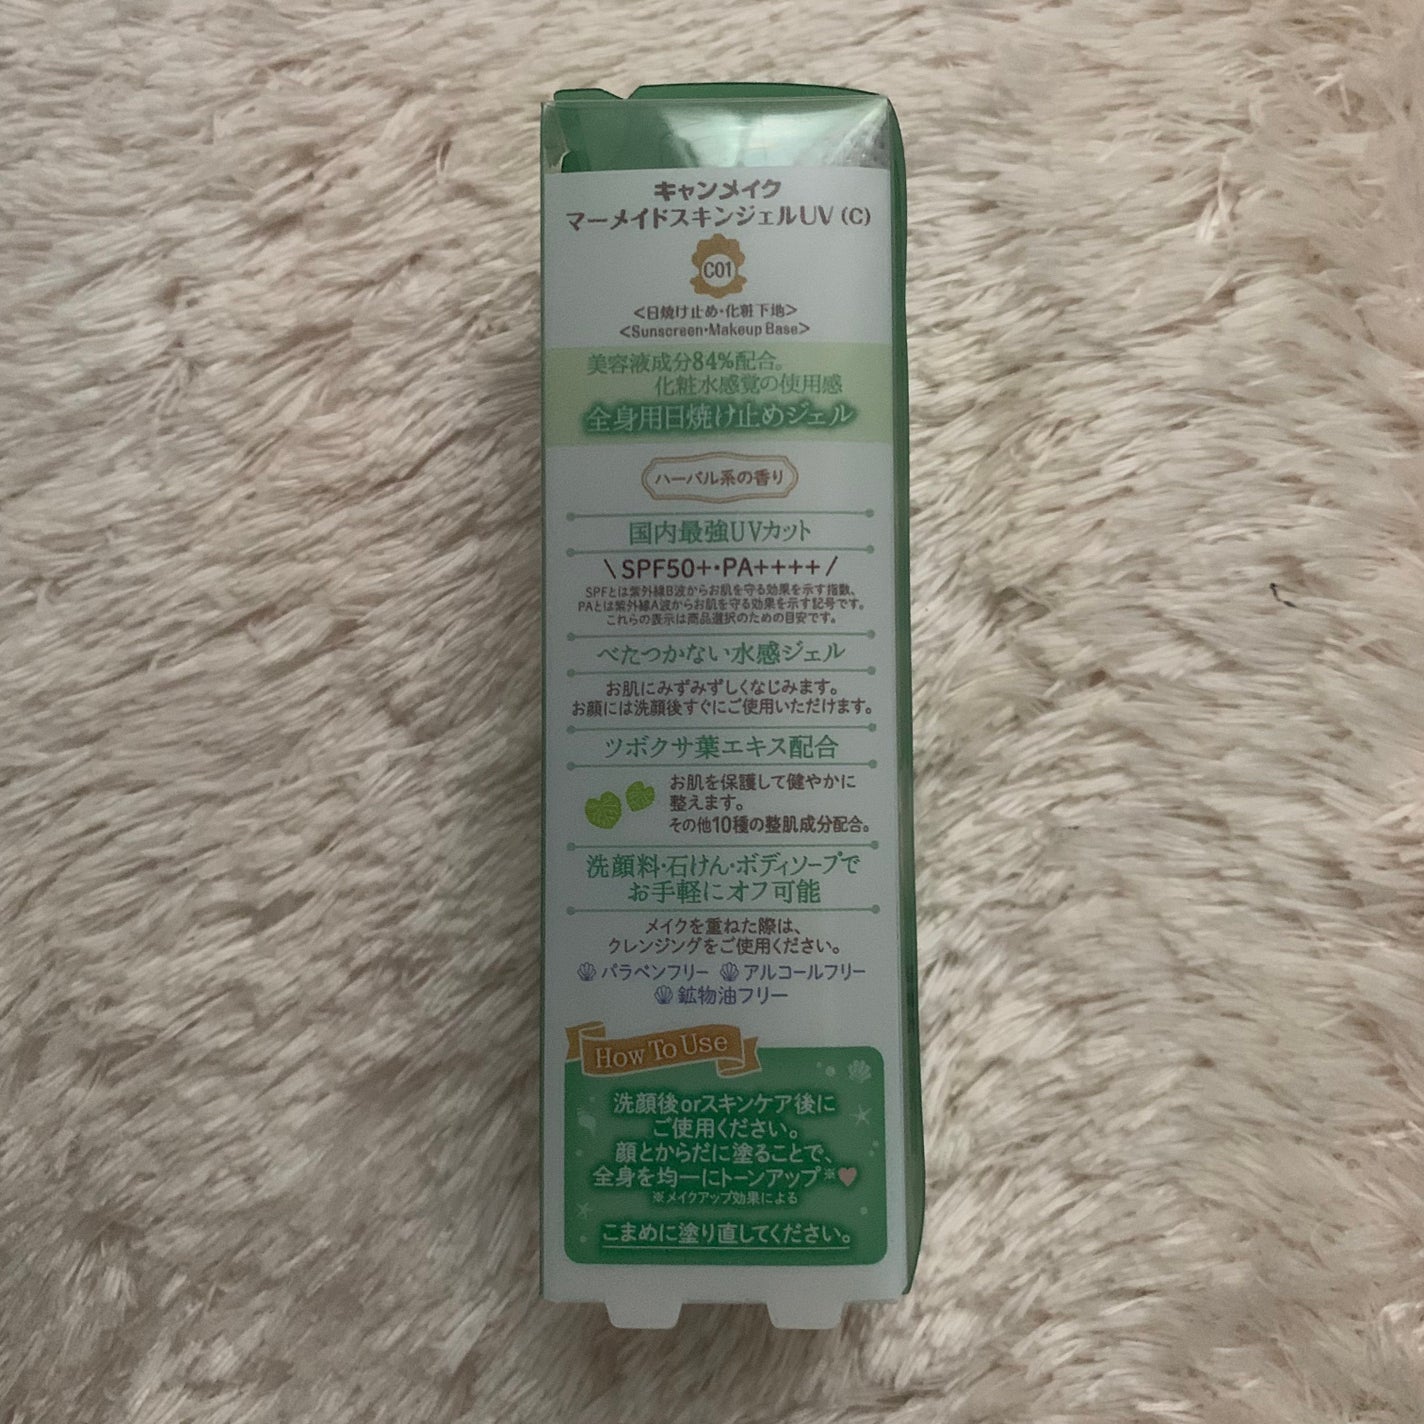 キャンメイク
マーメイドスキンジェルUV (C)
C01
<日焼け止め・化粧下地>
<Sunscreen・Makeup Base>
美容液成分84%配合。
化粧水感覚の使用感
全身用日焼け止めジェル
ハーバル系の香り
国内最強UVカット
\ SPF50+・PA++++ /
SPFとは紫外線B波からお肌を守る効果を示す指数、
PAとは紫外線A波からお肌を守る効果を示す記号です。
これらの表示は商品選択のための目安です。
べたつかない水感ジェル
お肌にみずみずしくなじみます。
お顔には洗顔後すぐにご使用いただけます。
ツボクサ葉エキス配合
お肌を保護して健やかに
整えます。
その他10種の整肌成分配合。
洗顔料・石けん・ボディソープで
お手軽にオフ可能
メイクを重ねた際は、
クレンジングをご使用ください。
パラベンフリー アルコールフリー
鉱物油フリー
How To Use
洗顔後orスキンケア後に
ご使用ください。
顔とからだに塗ることで、
全身を均一にトーンアップ※♥
※メイクアップ効果による
こまめに塗り直してください。